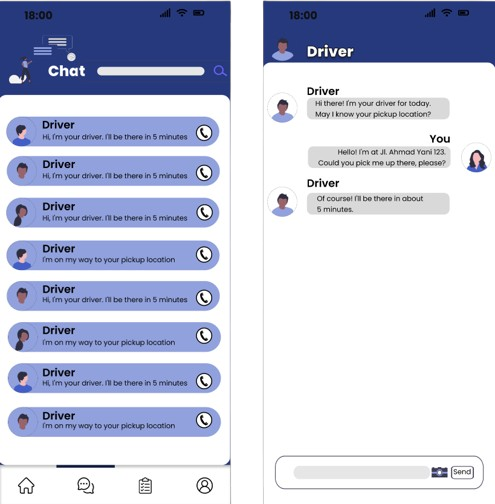 18:00
Chat
Driver
Hi, I'm your driver. I'll be there in 5 minutes
Driver
Hi, I'm your driver. I'll be there in 5 minutes
Driver
Hi, I'm your driver. I'll be there in 5 minutes
Driver
I'm on my way to your pickup location
Driver
Hi, I'm your driver. I'll be there in 5 minutes
Driver
I'm on my way to your pickup location
Driver
Hi, I'm your driver. I'll be there in 5 minutes
Driver
I'm on my way to your pickup location
18:00
Driver
Driver
Hi there! I'm your driver for today.
May I know your pickup location?
You
Hello! I'm at Jl. Ahmad Yani 123.
Could you pick me up there, please?
Driver
Of course! I'll be there in about
5 minutes.
Send